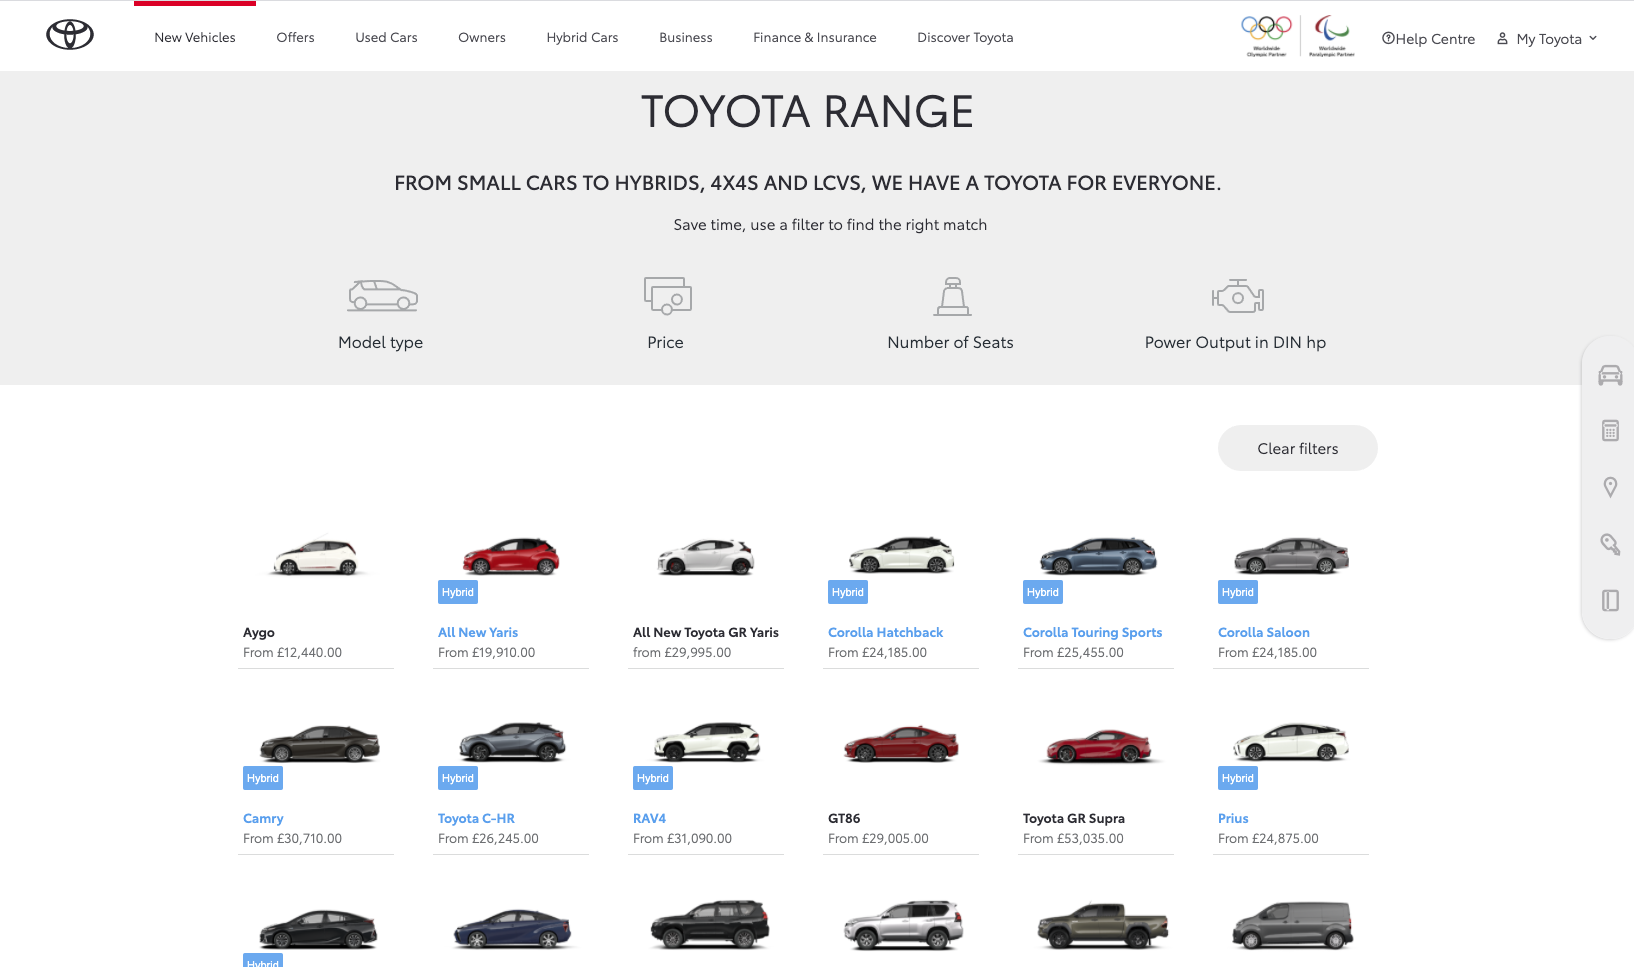 New Vehicles Offers Used Cars Owners Hybrid Cars Business Finance & Insurance Discover Toyota
Worldwide
Olympic Partner
Worldwide
Paralympic Partner
Help Centre
My Toyota
TOYOTA RANGE
FROM SMALL CARS TO HYBRIDS, 4X4S AND LCVS, WE HAVE A TOYOTA FOR EVERYONE.
Save time, use a filter to find the right match
Model type Price Number of Seats Power Output in DIN hp
Clear filters
Hybrid Hybrid Hybrid Hybrid
Aygo All New Yaris All New Toyota GR Yaris Corolla Hatchback Corolla Touring Sports Corolla Saloon
From £12,440.00 From £19,910.00 from £29,995.00 From £24,185.00 From £25,455.00 From £24,185.00
Hybrid Hybrid Hybrid Hybrid
Camry Toyota C-HR RAV4 GT86 Toyota GR Supra Prius
From £30,710.00 From £26,245.00 From £31,090.00 From £29,005.00 From £53,035.00 From £24,875.00
Hybrid